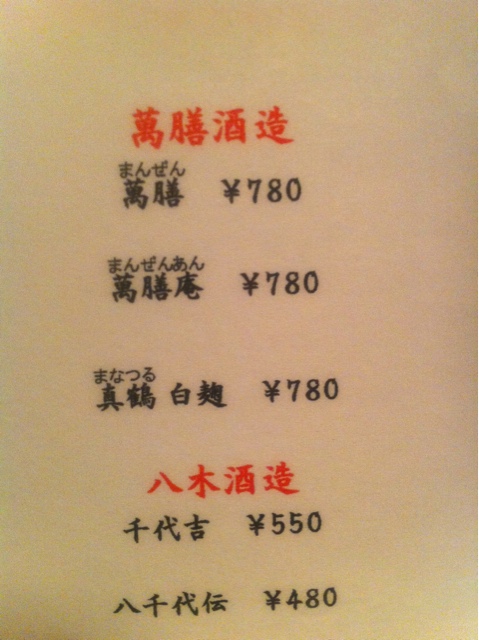 萬膳酒造
まんぜん
萬膳 ￥780
まんぜんあん
萬膳庵 ￥780
まなつる
真鶴 白麹 ￥780
八木酒造
千代吉 ￥550
八千代伝 ￥480